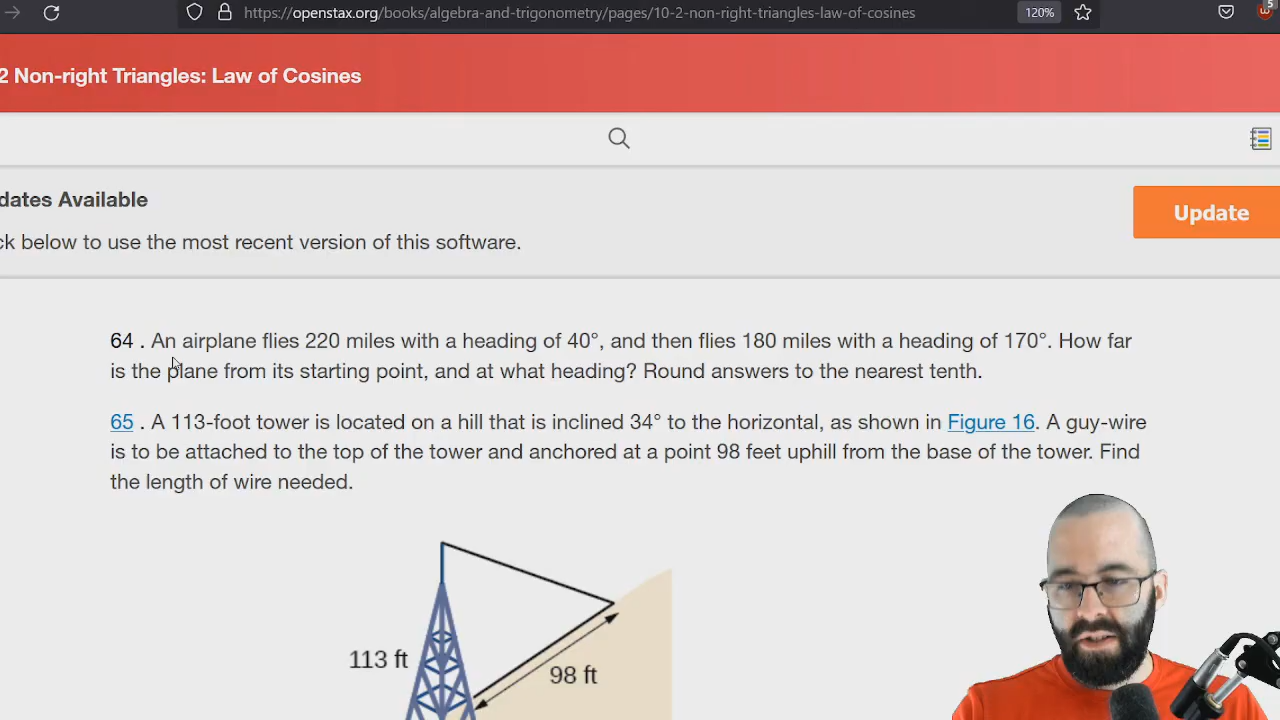 https://openstax.org/books/algebra-and-trigonometry/pages/10-2-non-right-triangles-law-of-cosines
120%
5
2 Non-right Triangles: Law of Cosines
dates Available
Update
ck below to use the most recent version of this software.
64 . An airplane flies 220 miles with a heading of 40°, and then flies 180 miles with a heading of 170°. How far
is the plane from its starting point, and at what heading? Round answers to the nearest tenth.
65 . A 113-foot tower is located on a hill that is inclined 34° to the horizontal, as shown in Figure 16. A guy-wire
is to be attached to the top of the tower and anchored at a point 98 feet uphill from the base of the tower. Find
the length of wire needed.
113 ft
98 ft